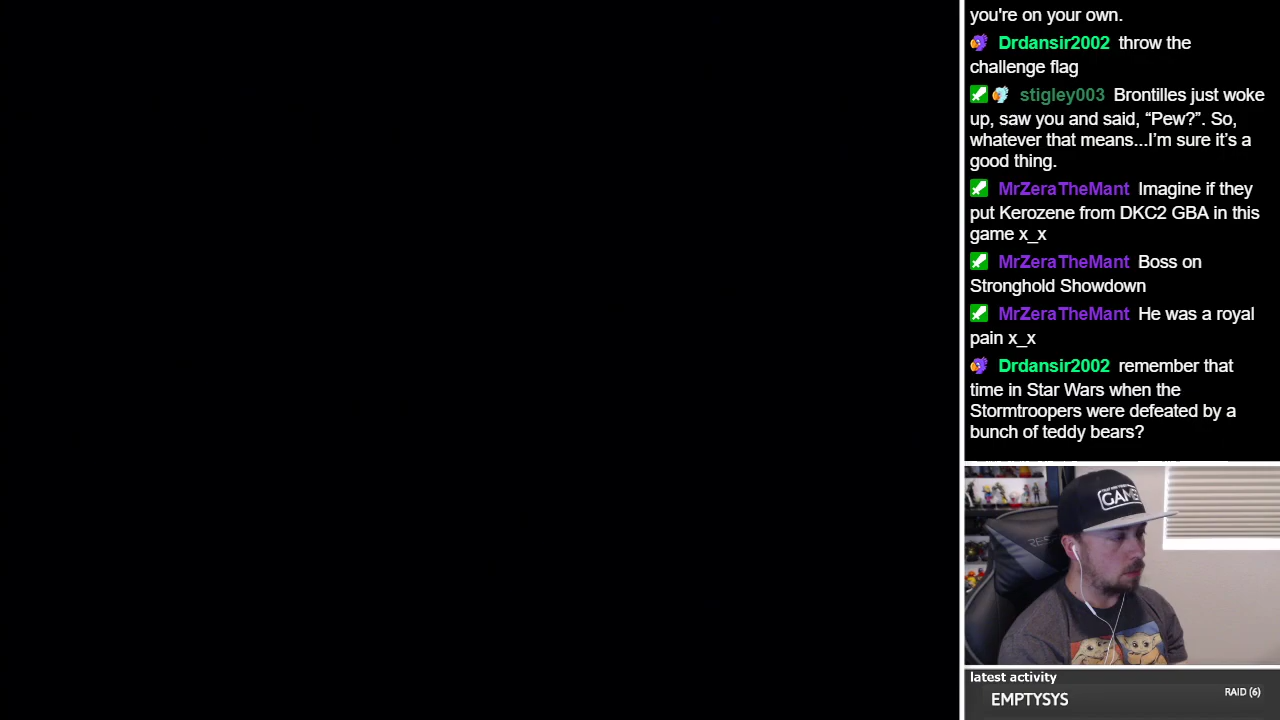 you're on your own.
Drdansir2002 throw the
challenge flag
stigley003 Brontilles just woke
up, saw you and said, “Pew?”. So,
whatever that means...I’m sure it’s a
good thing.
MrZeraTheMant Imagine if they
put Kerozene from DKC2 GBA in this
game x_x
MrZeraTheMant Boss on
Stronghold Showdown
MrZeraTheMant He was a royal
pain x_x
Drdansir2002 remember that
time in Star Wars when the
Stormtroopers were defeated by a
bunch of teddy bears?
latest activity
EMPTYSYS
RAID (6)